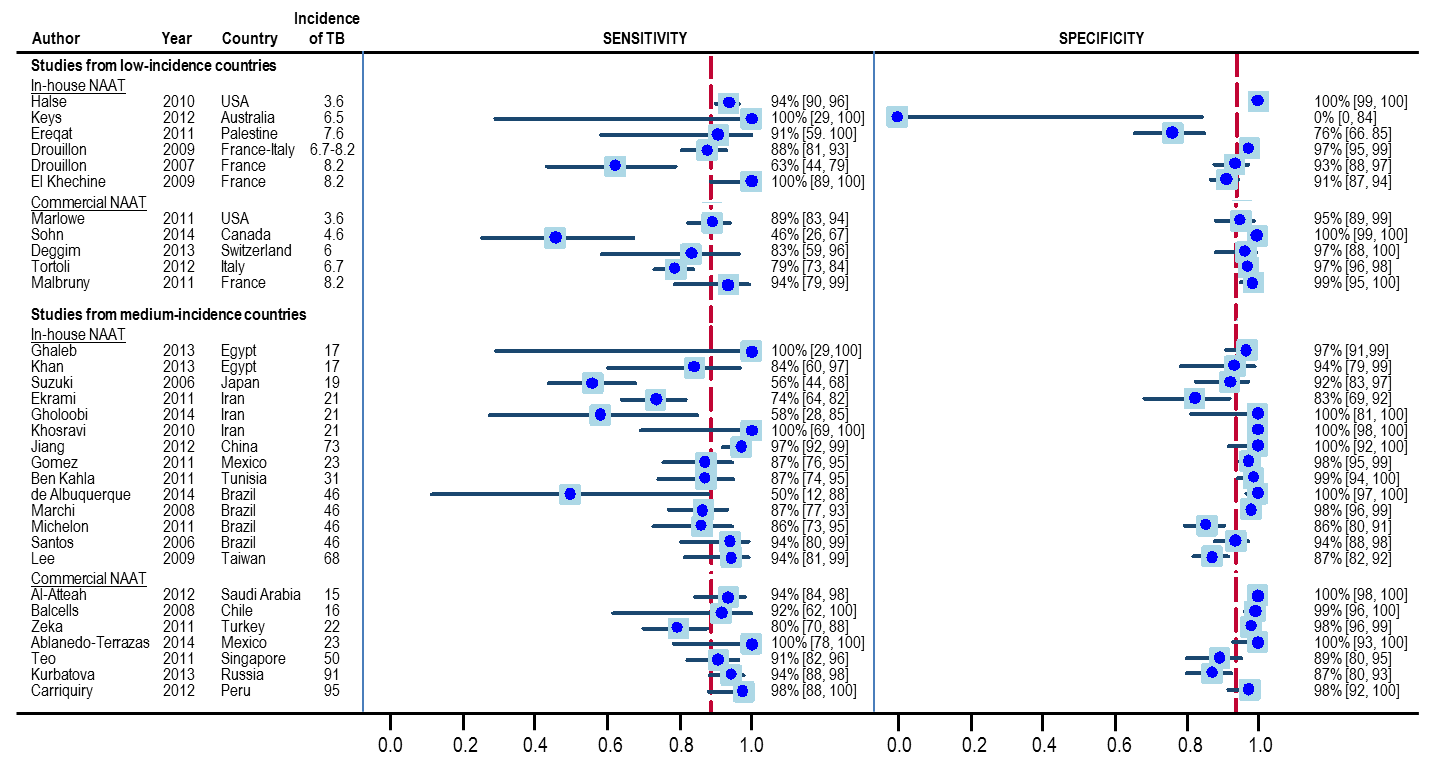 Author Year Country Incidence of TB SENSITIVITY SPECIFICITY
Studies from low-incidence countries
In-house NAAT
Halse 2010 USA 3.6 94% [90, 96] 100% [99, 100]
Keys 2012 Australia 6.5 100% [29, 100] 0% [0, 84]
Ereqat 2011 Palestine 7.6 91% [59. 100] 76% [66. 85]
Drouillon 2009 France-Italy 6.7-8.2 88% [81, 93] 97% [95, 99]
Drouillon 2007 France 8.2 63% [44, 79] 93% [88, 97]
El Khechine 2009 France 8.2 100% [89, 100] 91% [87, 94]
Commercial NAAT
Marlowe 2011 USA 3.6 89% [83, 94] 95% [89, 99]
Sohn 2014 Canada 4.6 46% [26, 67] 100% [99, 100]
Deggim 2013 Switzerland 6 83% [59, 96] 97% [88, 100]
Tortoli 2012 Italy 6.7 79% [73, 84] 97% [96, 98]
Malbruny 2011 France 8.2 94% [79, 99] 99% [95, 100]
Studies from medium-incidence countries
In-house NAAT
Ghaleb 2013 Egypt 17 100% [29,100] 97% [91,99]
Khan 2013 Egypt 17 84% [60, 97] 94% [79, 99]
Suzuki 2006 Japan 19 56% [44, 68] 92% [83, 97]
Ekrami 2011 Iran 21 74% [64, 82] 83% [69, 92]
Gholoobi 2014 Iran 21 58% [28, 85] 100% [81, 100]
Khosravi 2010 Iran 21 100% [69, 100] 100% [98, 100]
Jiang 2012 China 73 97% [92, 99] 100% [92, 100]
Gomez 2011 Mexico 23 87% [76, 95] 98% [95, 99]
Ben Kahla 2011 Tunisia 31 87% [74, 95] 99% [94, 100]
de Albuquerque 2014 Brazil 46 50% [12, 88] 100% [97, 100]
Marchi 2008 Brazil 46 87% [77, 93] 98% [96, 99]
Michelon 2011 Brazil 46 86% [73, 95] 86% [80, 91]
Santos 2006 Brazil 46 94% [80, 99] 94% [88, 98]
Lee 2009 Taiwan 68 94% [81, 99] 87% [82, 92]
Commercial NAAT
Al-Atteah 2012 Saudi Arabia 15 94% [84, 98] 100% [98, 100]
Balcells 2008 Chile 16 92% [62, 100] 99% [96, 100]
Zeka 2011 Turkey 22 80% [70, 88] 98% [96, 99]
Ablanedo-Terrazas 2014 Mexico 23 100% [78, 100] 100% [93, 100]
Teo 2011 Singapore 50 91% [82, 96] 89% [80, 95]
Kurbatova 2013 Russia 91 94% [88, 98] 87% [80, 93]
Carriquiry 2012 Peru 95 98% [88, 100] 98% [92, 100]
0.0 0.2 0.4 0.6 0.8 1.0 0.0 0.2 0.4 0.6 0.8 1.0